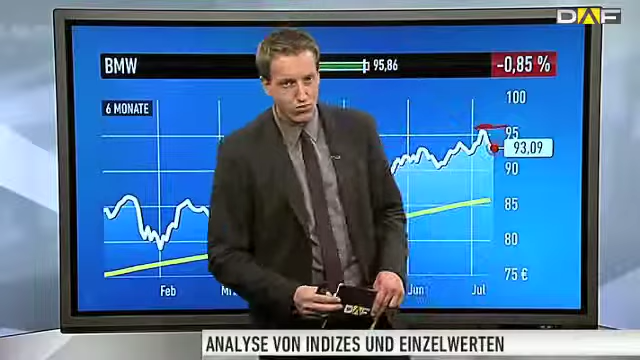 DAF
BMW
95,86
-0,85 %
6 MONATE
100
95
93,09
90
85
80
75 €
Feb
Jun
Jul
DAF
ANALYSE VON INDIZES UND EINZELWERTEN